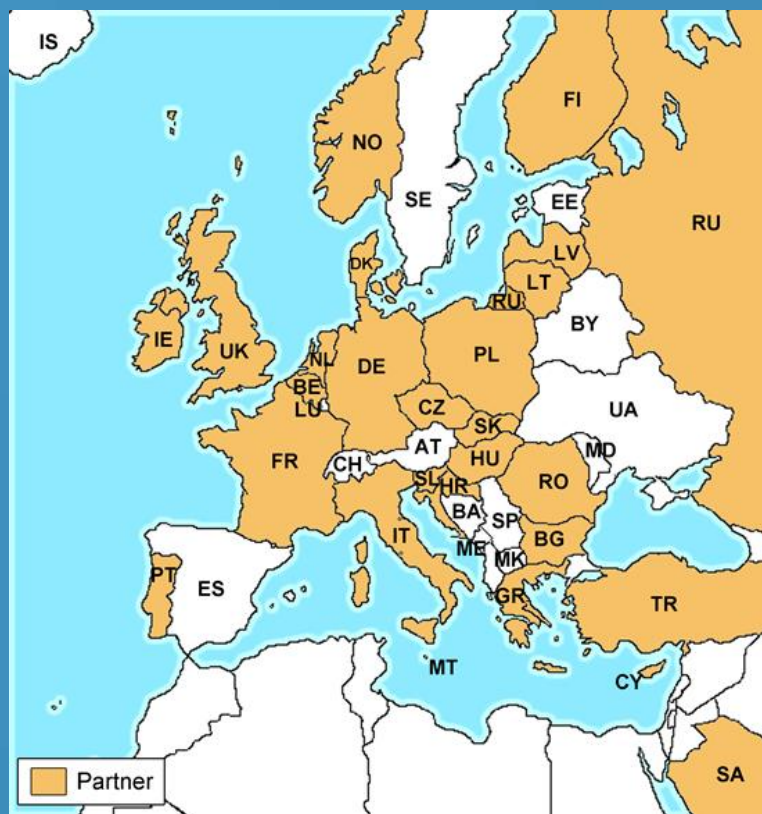 IS
FI
NO
SE
EE
RU
LV
DK
LT
RU
BY
IE
UK
NL
DE
PL
BE
LU
CZ
UA
SK
AT
MD
FR
CH
HU
RO
SL
HR
BA
SP
IT
BG
ME
MK
PT
ES
GR
TR
MT
CY
SA
Partner